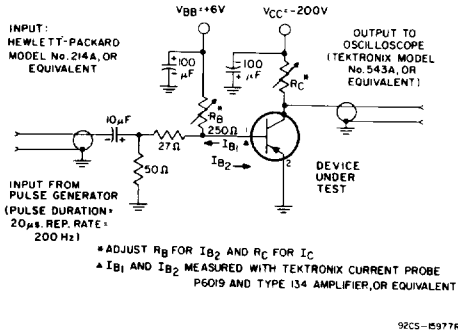 INPUT:
HEWLETT-PACKARD
MODEL No. 214A, OR
EQUIVALENT
VBB=+6V
VCC=-200V
OUTPUT TO
OSCILLOSCOPE
(TEKTRONIX MODEL
No. 543A, OR
EQUIVALENT)
+
100
μF
+
100
μF
-
RC*
RB*
250Ω
10μF
- +
27Ω
50Ω
IB1
IB2
2
DEVICE
UNDER
TEST
INPUT FROM
PULSE GENERATOR
(PULSE DURATION=
20μs. REP. RATE=
200 Hz)
* ADJUST RB FOR IB2 AND RC FOR IC
▲ IB1 AND IB2 MEASURED WITH TEKTRONIX CURRENT PROBE
P6019 AND TYPE 134 AMPLIFIER, OR EQUIVALENT
92CS-15977R